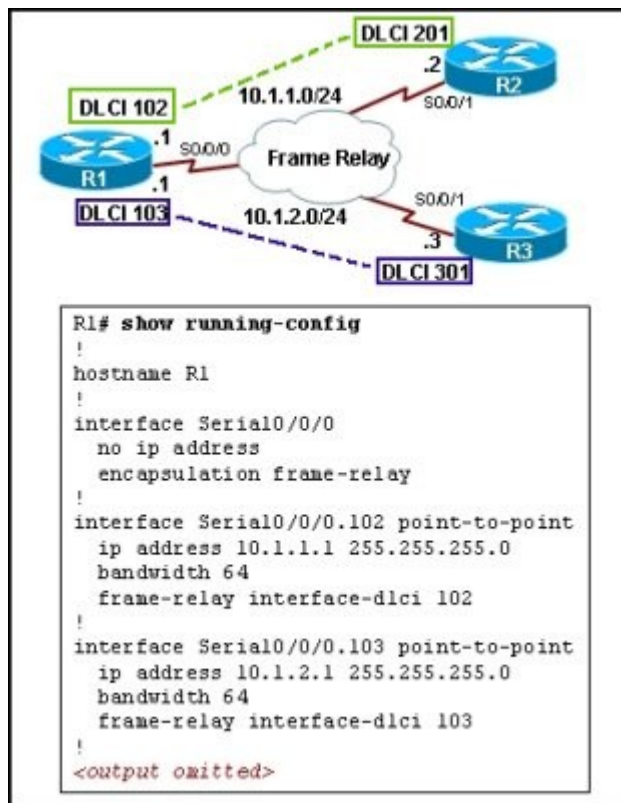 DLCI 201
.2
R2
S0/0/1
10.1.1.0/24
DLCI 102
.1
S0/0/0
Frame Relay
R1
.1
DLCI 103
10.1.2.0/24
S0/0/1
.3
R3
DLCI 301
R1# show running-config
!
hostname R1
!
interface Serial0/0/0
no ip address
encapsulation frame-relay
!
interface Serial0/0/0.102 point-to-point
ip address 10.1.1.1 255.255.255.0
bandwidth 64
frame-relay interface-dlci 102
!
interface Serial0/0/0.103 point-to-point
ip address 10.1.2.1 255.255.255.0
bandwidth 64
frame-relay interface-dlci 103
!
<output omitted>